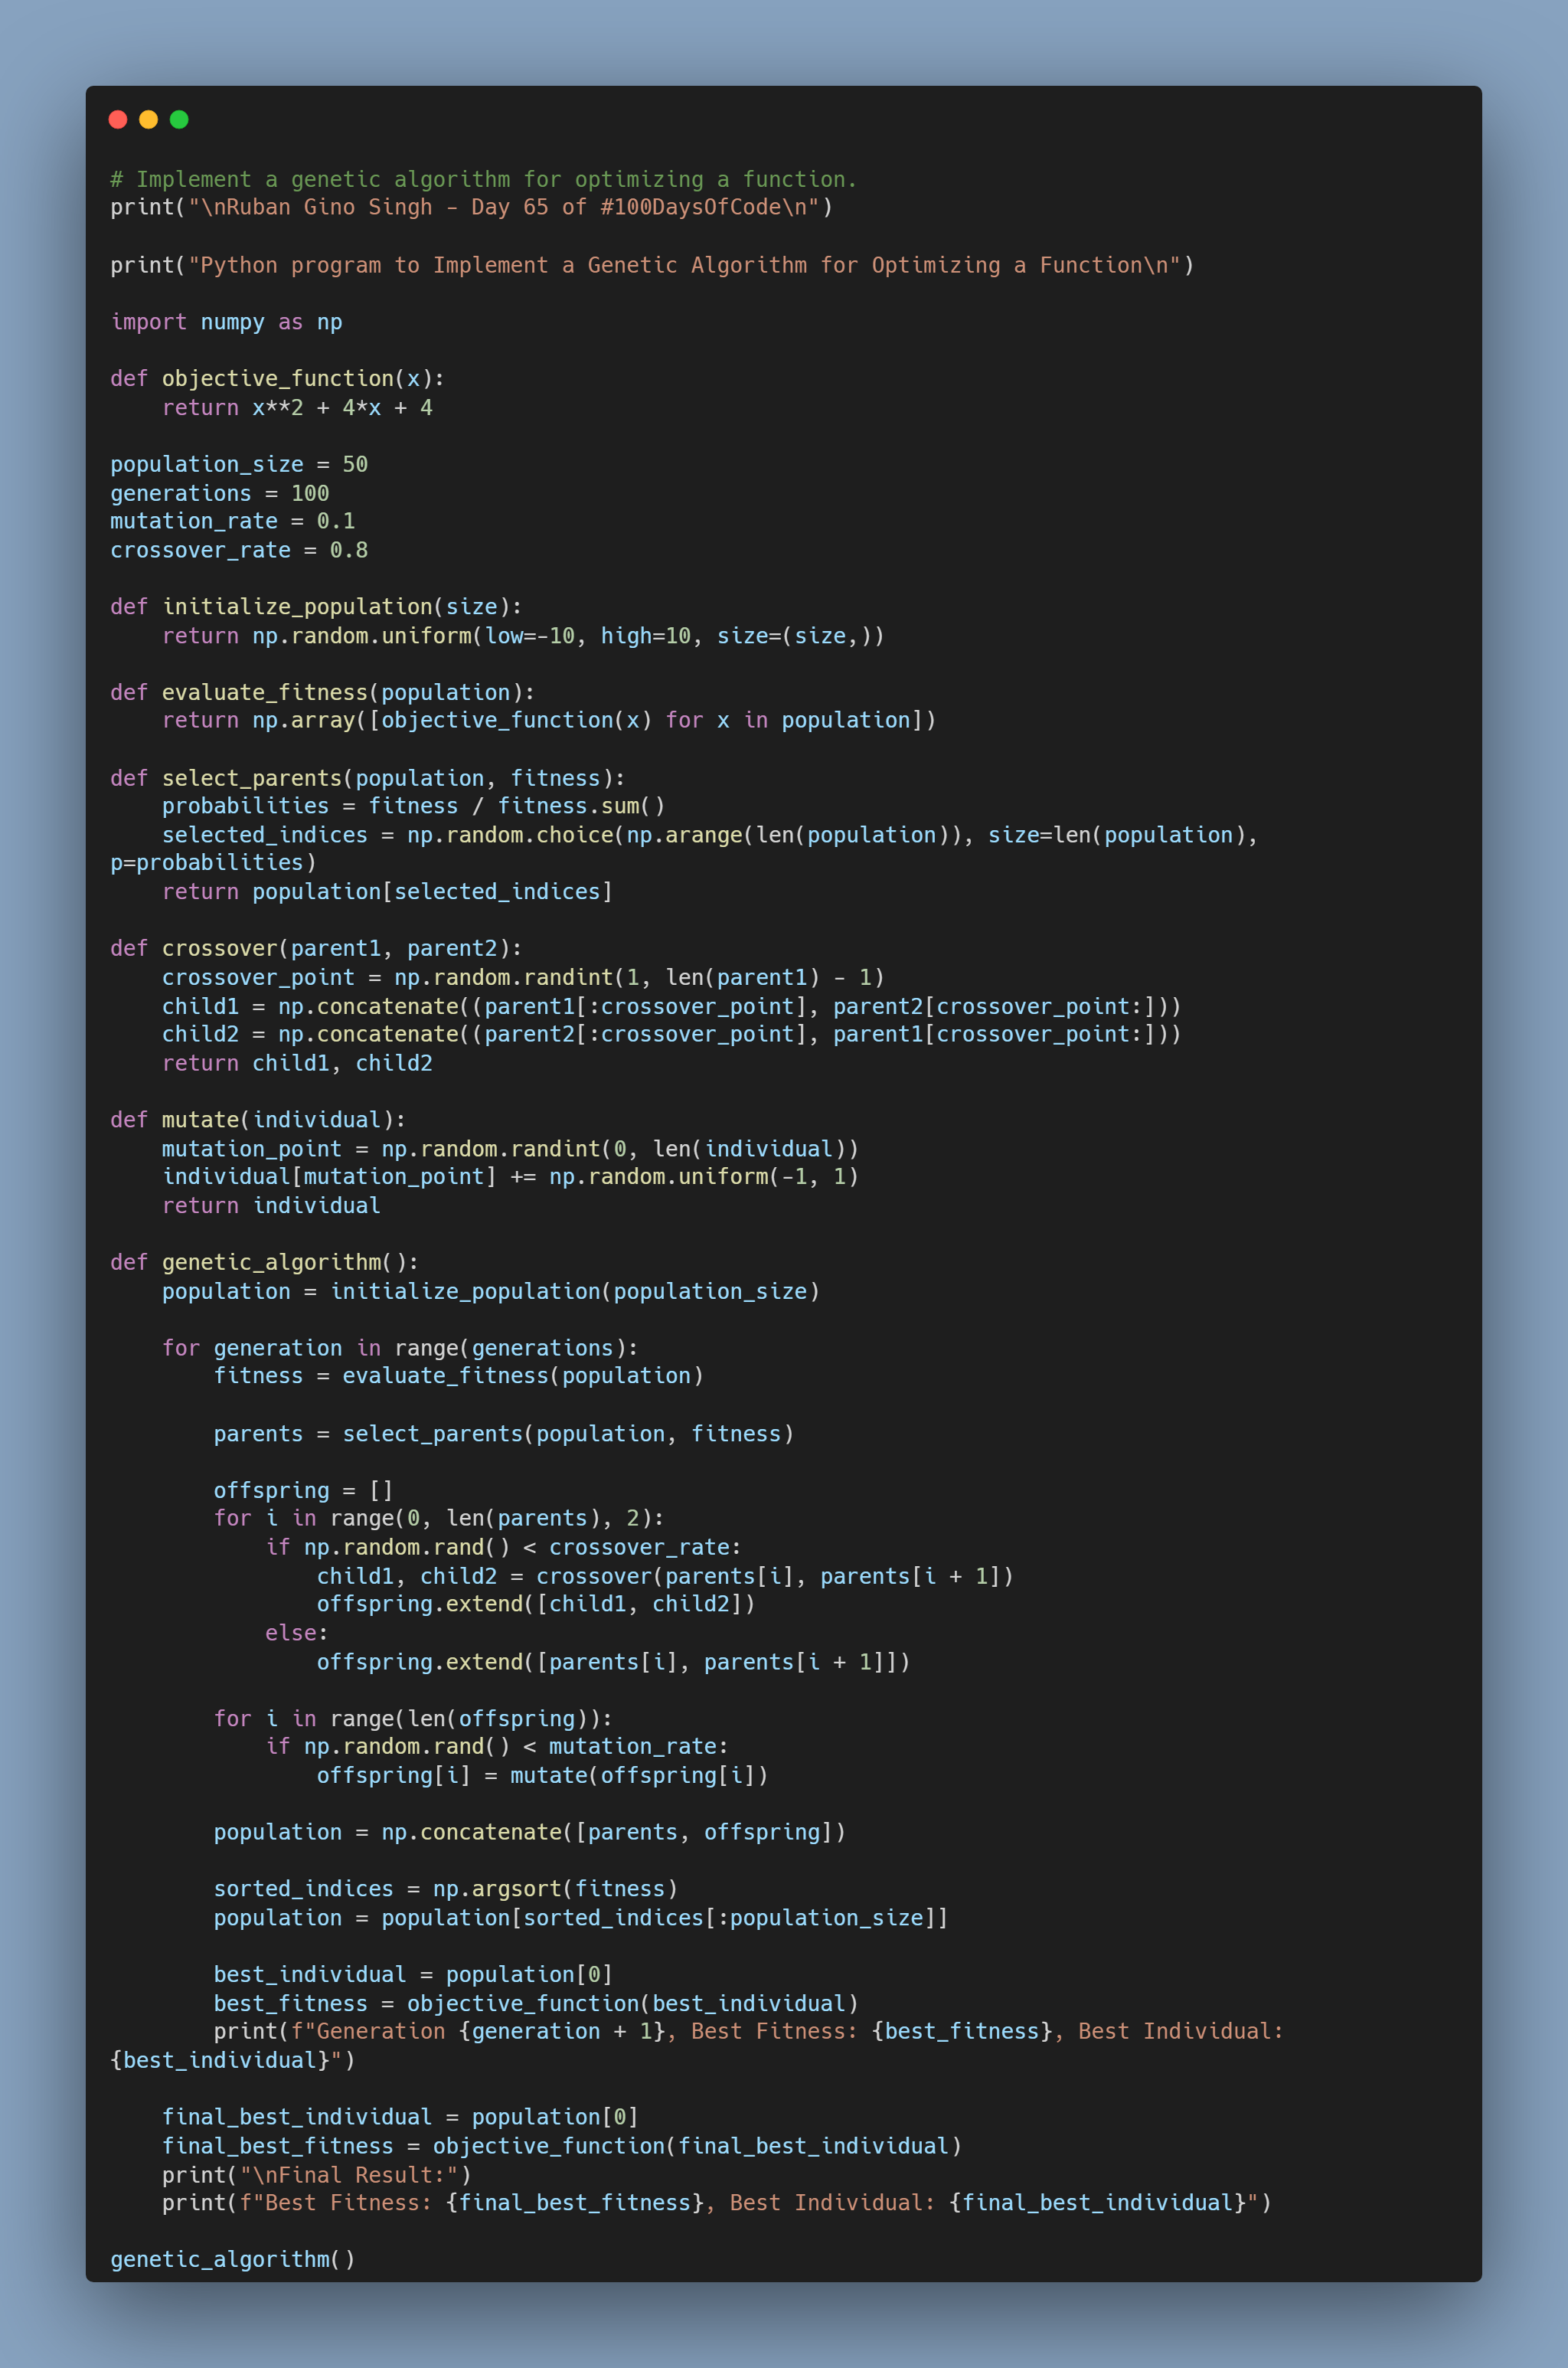 # Implement a genetic algorithm for optimizing a function.
print("\nRuban Gino Singh - Day 65 of #100DaysOfCode\n")

print("Python program to Implement a Genetic Algorithm for Optimizing a Function\n")

import numpy as np

def objective_function(x):
    return x**2 + 4*x + 4

population_size = 50
generations = 100
mutation_rate = 0.1
crossover_rate = 0.8

def initialize_population(size):
    return np.random.uniform(low=-10, high=10, size=(size,))

def evaluate_fitness(population):
    return np.array([objective_function(x) for x in population])

def select_parents(population, fitness):
    probabilities = fitness / fitness.sum()
    selected_indices = np.random.choice(np.arange(len(population)), size=len(population),
p=probabilities)
    return population[selected_indices]

def crossover(parent1, parent2):
    crossover_point = np.random.randint(1, len(parent1) - 1)
    child1 = np.concatenate((parent1[:crossover_point], parent2[crossover_point:]))
    child2 = np.concatenate((parent2[:crossover_point], parent1[crossover_point:]))
    return child1, child2

def mutate(individual):
    mutation_point = np.random.randint(0, len(individual))
    individual[mutation_point] += np.random.uniform(-1, 1)
    return individual

def genetic_algorithm():
    population = initialize_population(population_size)

    for generation in range(generations):
        fitness = evaluate_fitness(population)

        parents = select_parents(population, fitness)

        offspring = []
        for i in range(0, len(parents), 2):
            if np.random.rand() < crossover_rate:
                child1, child2 = crossover(parents[i], parents[i + 1])
                offspring.extend([child1, child2])
            else:
                offspring.extend([parents[i], parents[i + 1]])

        for i in range(len(offspring)):
            if np.random.rand() < mutation_rate:
                offspring[i] = mutate(offspring[i])

        population = np.concatenate([parents, offspring])

        sorted_indices = np.argsort(fitness)
        population = population[sorted_indices[:population_size]]

        best_individual = population[0]
        best_fitness = objective_function(best_individual)
        print(f"Generation {generation + 1}, Best Fitness: {best_fitness}, Best Individual:
{best_individual}")

    final_best_individual = population[0]
    final_best_fitness = objective_function(final_best_individual)
    print("\nFinal Result:")
    print(f"Best Fitness: {final_best_fitness}, Best Individual: {final_best_individual}")

genetic_algorithm()